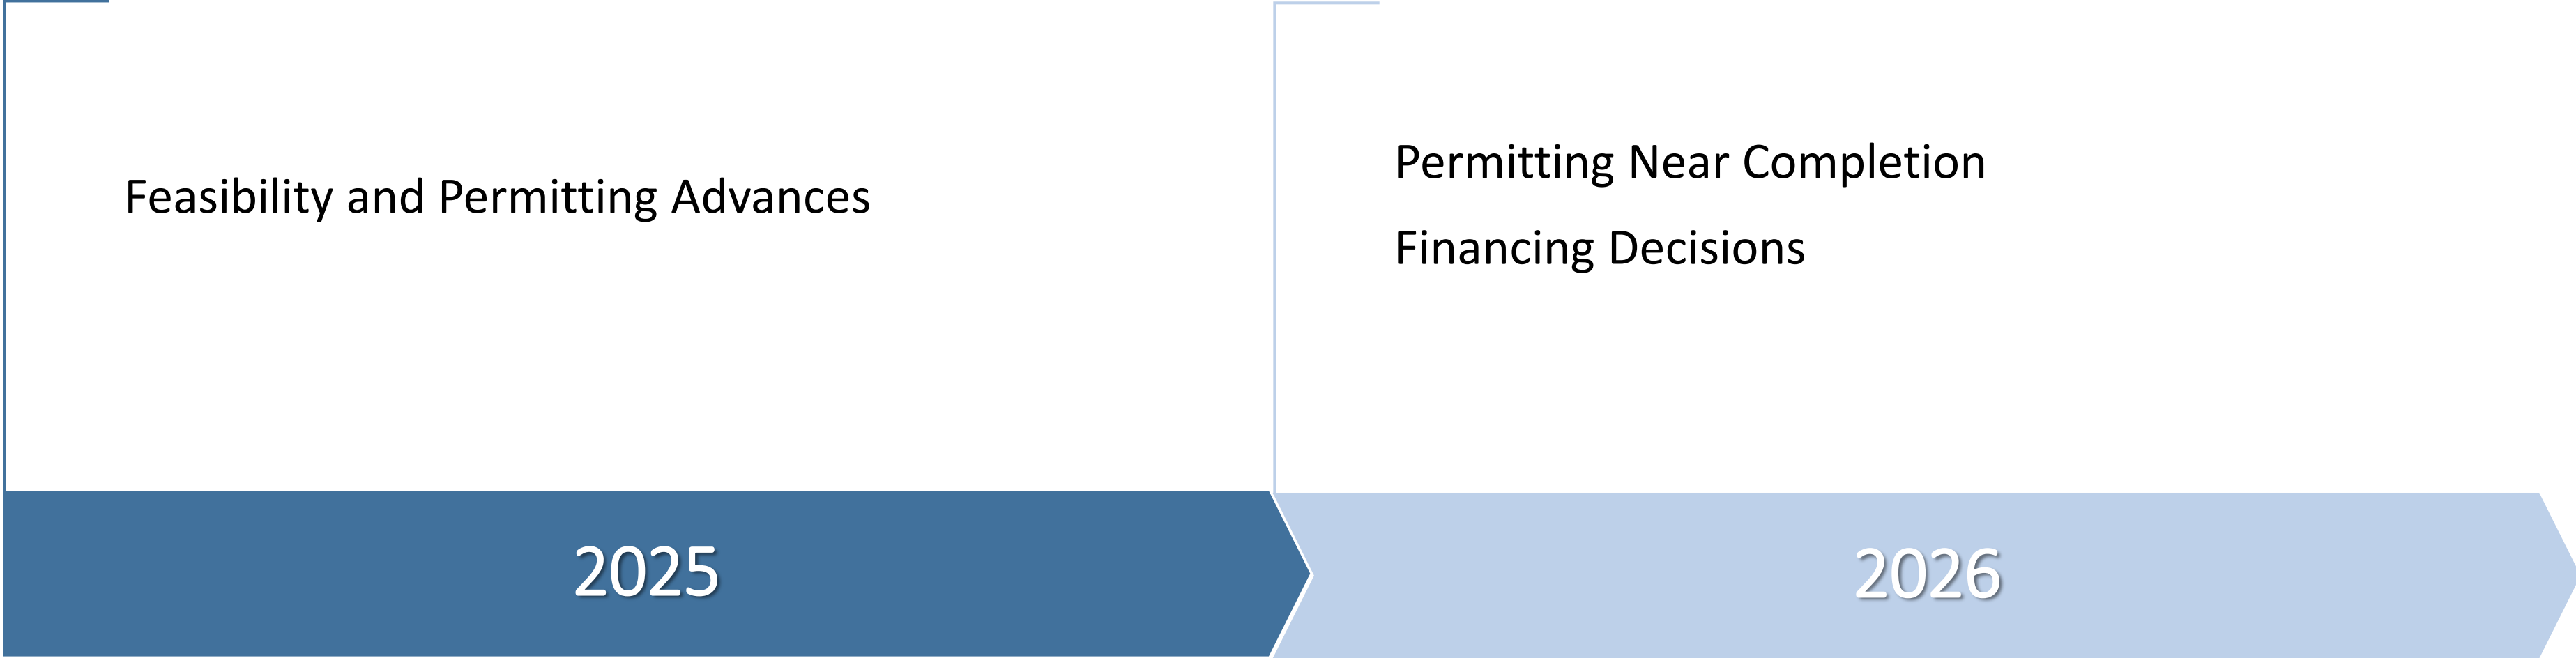 Feasibility and Permitting Advances
Permitting Near Completion
Financing Decisions
2025
2026